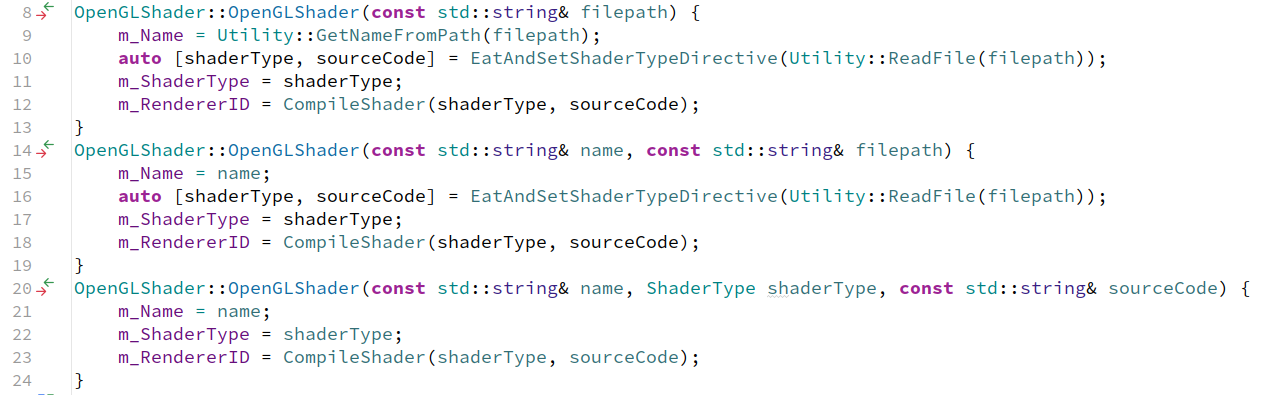 8 OpenGLShader::OpenGLShader(const std::string& filepath) {
9     m_Name = Utility::GetNameFromPath(filepath);
10     auto [shaderType, sourceCode] = EatAndSetShaderTypeDirective(Utility::ReadFile(filepath));
11     m_ShaderType = shaderType;
12     m_RendererID = CompileShader(shaderType, sourceCode);
13 }
14 OpenGLShader::OpenGLShader(const std::string& name, const std::string& filepath) {
15     m_Name = name;
16     auto [shaderType, sourceCode] = EatAndSetShaderTypeDirective(Utility::ReadFile(filepath));
17     m_ShaderType = shaderType;
18     m_RendererID = CompileShader(shaderType, sourceCode);
19 }
20 OpenGLShader::OpenGLShader(const std::string& name, ShaderType shaderType, const std::string& sourceCode) {
21     m_Name = name;
22     m_ShaderType = shaderType;
23     m_RendererID = CompileShader(shaderType, sourceCode);
24 }